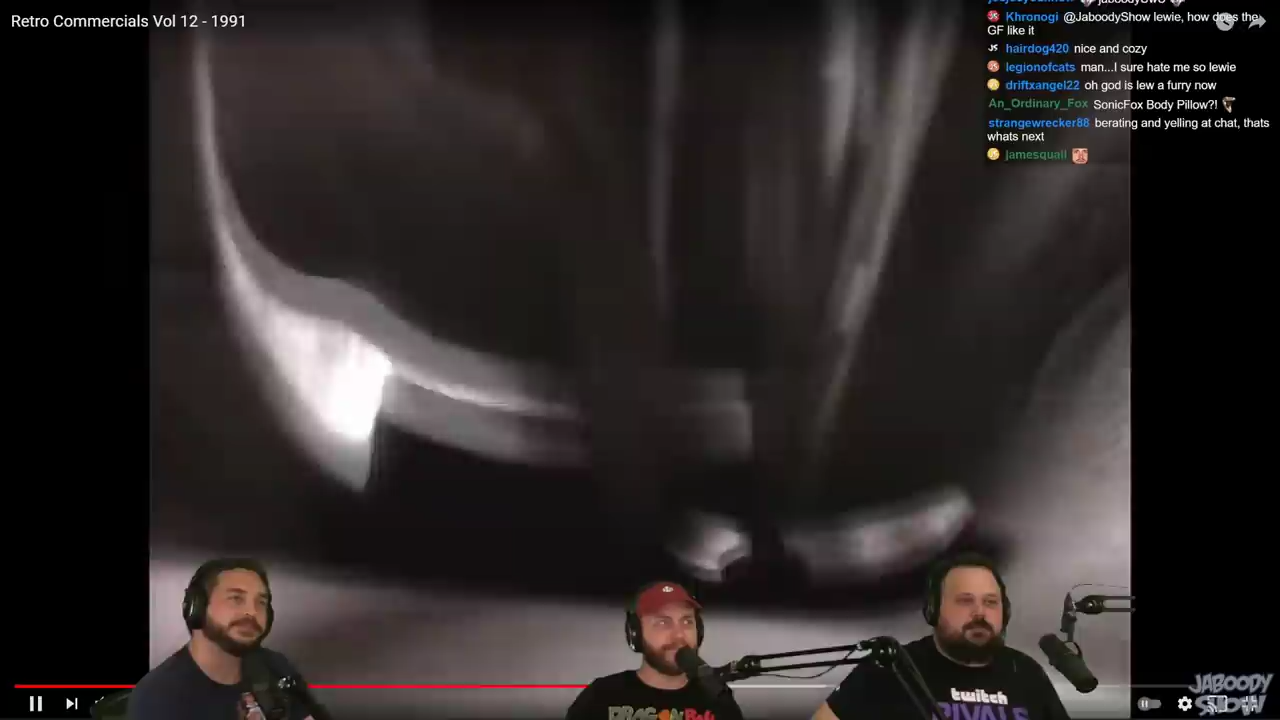 Retro Commercials Vol 12 - 1991
Khronogi @JaboodyShow lewie, how does the
GF like it
hairdog420 nice and cozy
legionofcats man...I sure hate me so lewie
driftxangel22 oh god is lew a furry now
An_Ordinary_Fox SonicFox Body Pillow?!
strangewrecker88 berating and yelling at chat, thats
whats next
jamesquall
twitch
RIVALS
JABOODY
SHOW